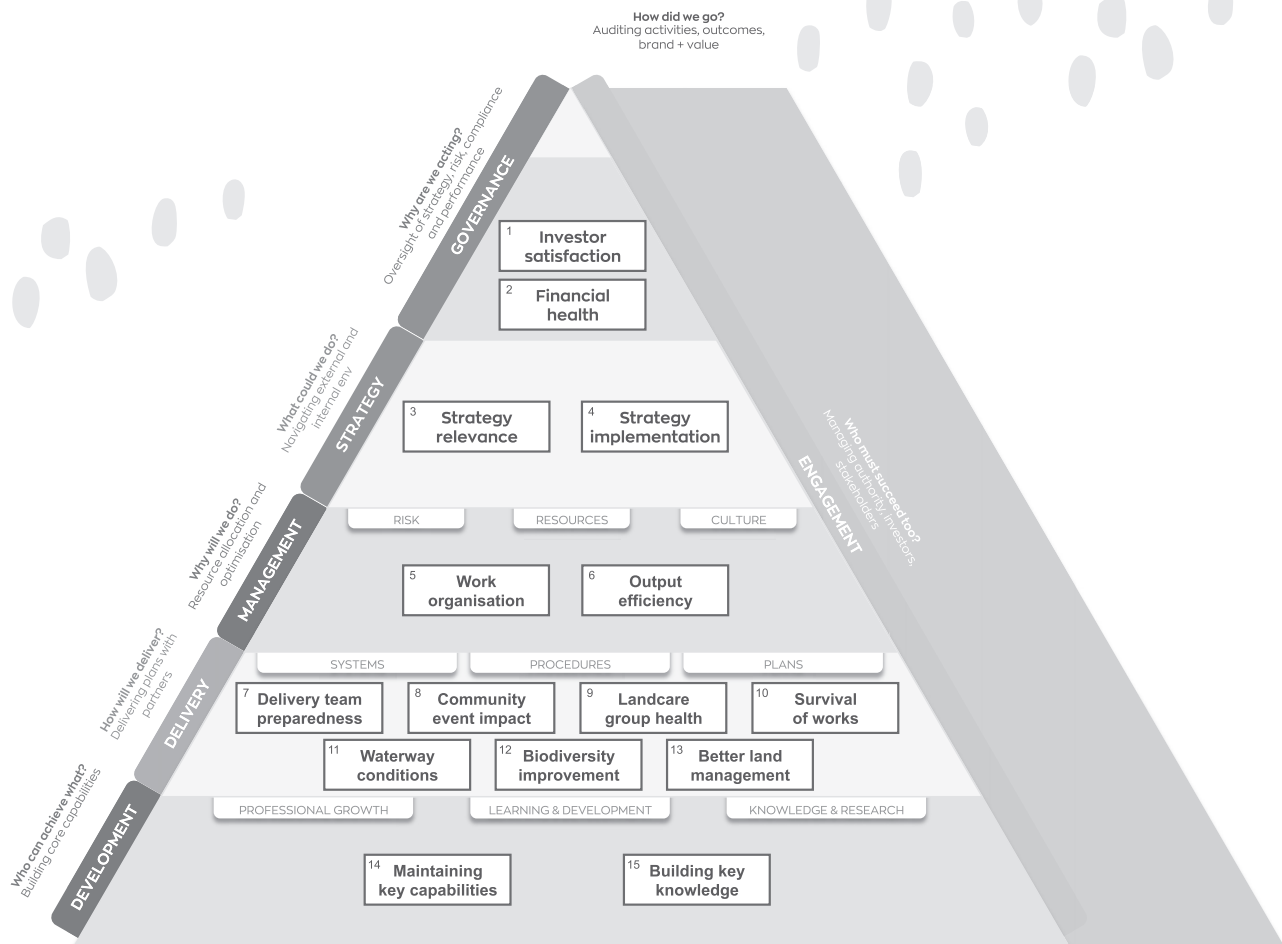 How did we go?
Auditing activities, outcomes,
brand + value
Why are we acting?
Oversight of strategy, risk, compliance
and performance
GOVERNANCE
1
Investor
satisfaction
2
Financial
health
What could we do?
Navigating external and
internal env
STRATEGY
3
Strategy
relevance
4
Strategy
implementation
Who must succeed too?
Managing authority, investors,
stakeholders
ENGAGEMENT
Why will we do?
Resource allocation and
optimisation
MANAGEMENT
RISK
RESOURCES
CULTURE
5
Work
organisation
6
Output
efficiency
How will we deliver?
Delivering plans with
partners
DELIVERY
SYSTEMS
PROCEDURES
PLANS
7
Delivery team
preparedness
8
Community
event impact
9
Landcare
group health
10
Survival
of works
11
Waterway
conditions
12
Biodiversity
improvement
13
Better land
management
Who can achieve what?
Building core capabilities
DEVELOPMENT
PROFESSIONAL GROWTH
LEARNING & DEVELOPMENT
KNOWLEDGE & RESEARCH
14
Maintaining
key capabilities
15
Building key
knowledge